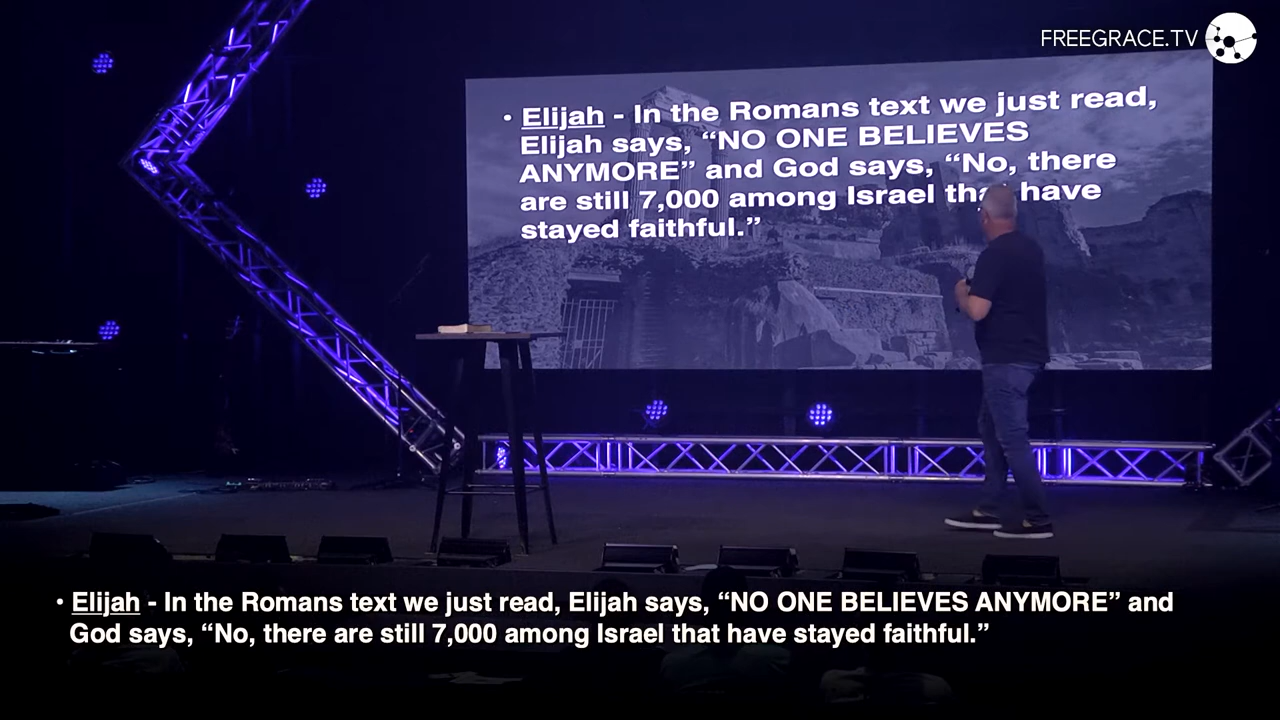 FREEGRACE.TV
• Elijah - In the Romans text we just read,
Elijah says, “NO ONE BELIEVES
ANYMORE” and God says, “No, there
are still 7,000 among Israel that have
stayed faithful.”
• Elijah - In the Romans text we just read, Elijah says, “NO ONE BELIEVES ANYMORE” and
God says, “No, there are still 7,000 among Israel that have stayed faithful.”